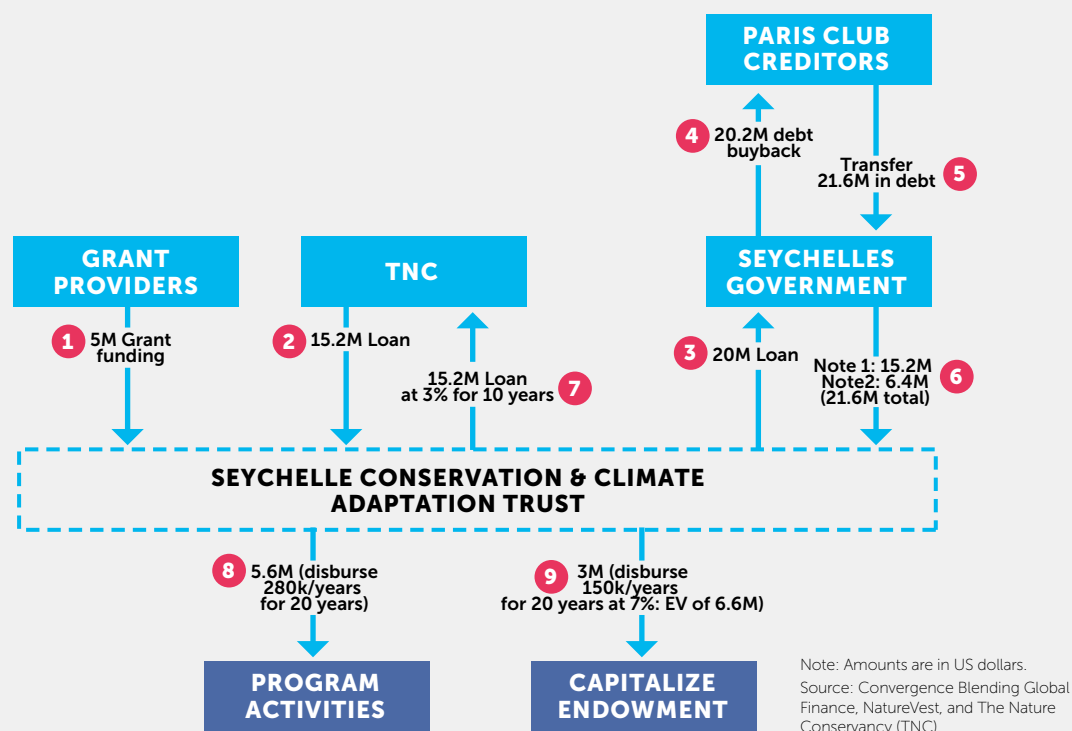 PARIS CLUB
CREDITORS
4
20.2M debt
buyback
Transfer
21.6M in debt
5
GRANT
PROVIDERS
TNC
SEYCHELLES
GOVERNMENT
1
5M Grant
funding
2
15.2M Loan
15.2M Loan
at 3% for 10 years
7
3
20M Loan
Note 1: 15.2M
Note2: 6.4M
(21.6M total)
6
SEYCHELLE CONSERVATION & CLIMATE
ADAPTATION TRUST
8
5.6M (disburse
280k/years
for 20 years)
9
3M (disburse
150k/years
for 20 years at 7%: EV of 6.6M)
PROGRAM
ACTIVITIES
CAPITALIZE
ENDOWMENT
Note: Amounts are in US dollars.
Source: Convergence Blending Global
Finance, NatureVest, and The Nature
Conservancy (TNC)